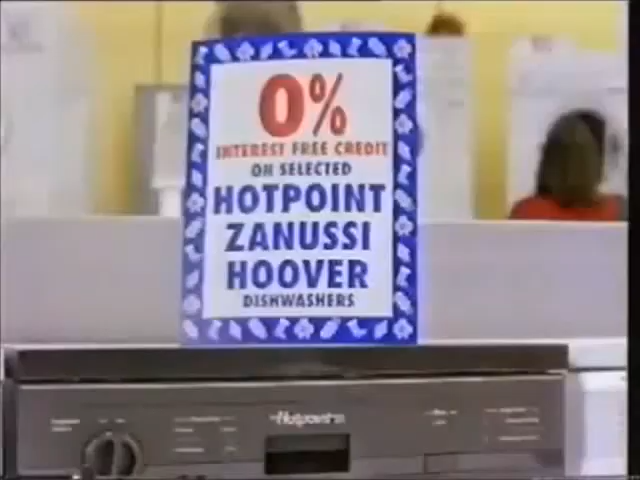 0%
INTEREST FREE CREDIT
ON SELECTED
HOTPOINT
ZANUSSI
HOOVER
DISHWASHERS
Hotpoint